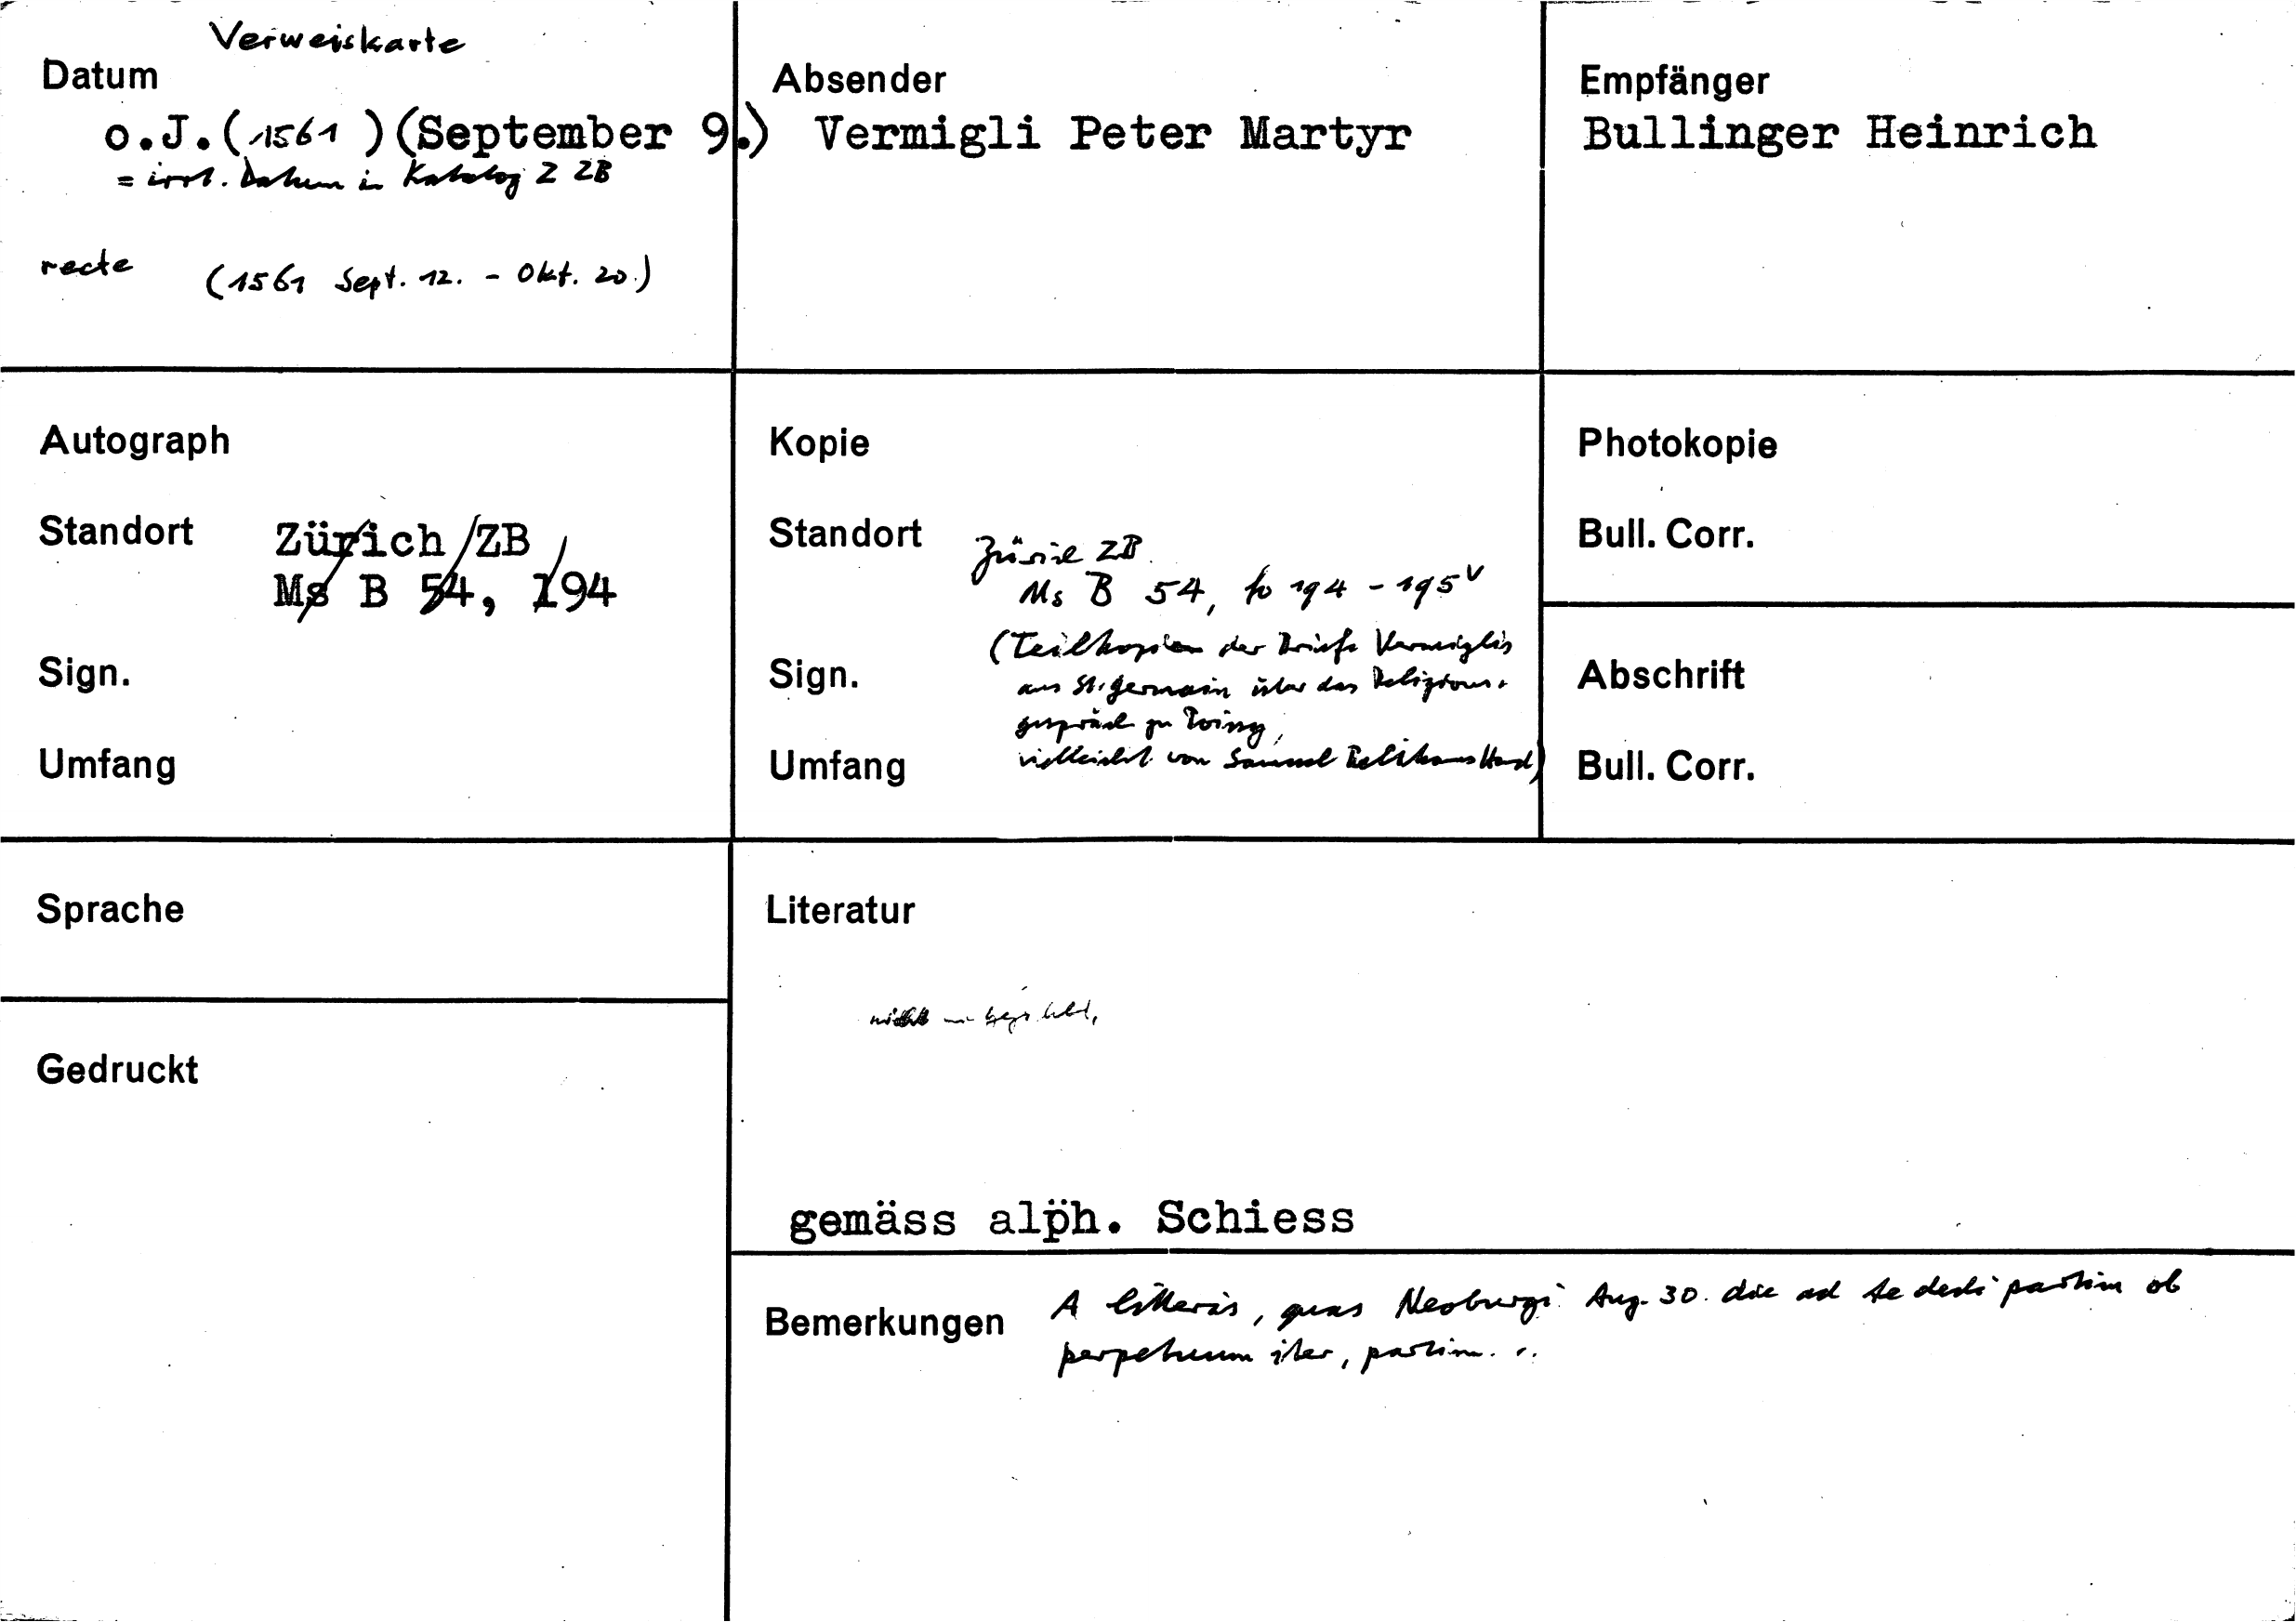 Verweiskarte
Datum
o.J.(1561 )(September 9.)
= irrt. Datum in Katalog Z ZB
recte (1561 Sept. 12. - Okt. 20.)
Absender
Vermigli Peter Martyr
Empfänger
Bullinger Heinrich
Autograph
Standort Zürich/ZB
Ms B 54, 194
Sign.
Umfang
Kopie
Standort Zürich ZB.
Ms B 54, fo 194 - 195v
(Teilkopien der Briefe Vermiglis
Sign. aus St. Germain über das Religions-
gespräch zu Poissy,
Umfang vielleicht von Samuel Pellikans Hand)
Photokopie
Bull. Corr.
Abschrift
Bull. Corr.
Sprache
Gedruckt
Literatur
nicht
gemäss alph. Schiess
Bemerkungen A litteris, quas Neoburgi Aug. 30. die ad te dedi partim ob
perpetuum iter, partim...